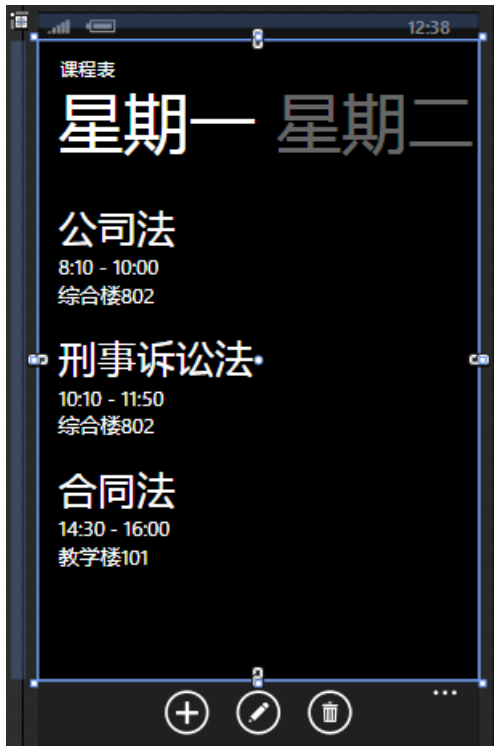 12:38
课程表
星期一 星期二
公司法
8:10 - 10:00
综合楼802
刑事诉讼法
10:10 - 11:50
综合楼802
合同法
14:30 - 16:00
教学楼101